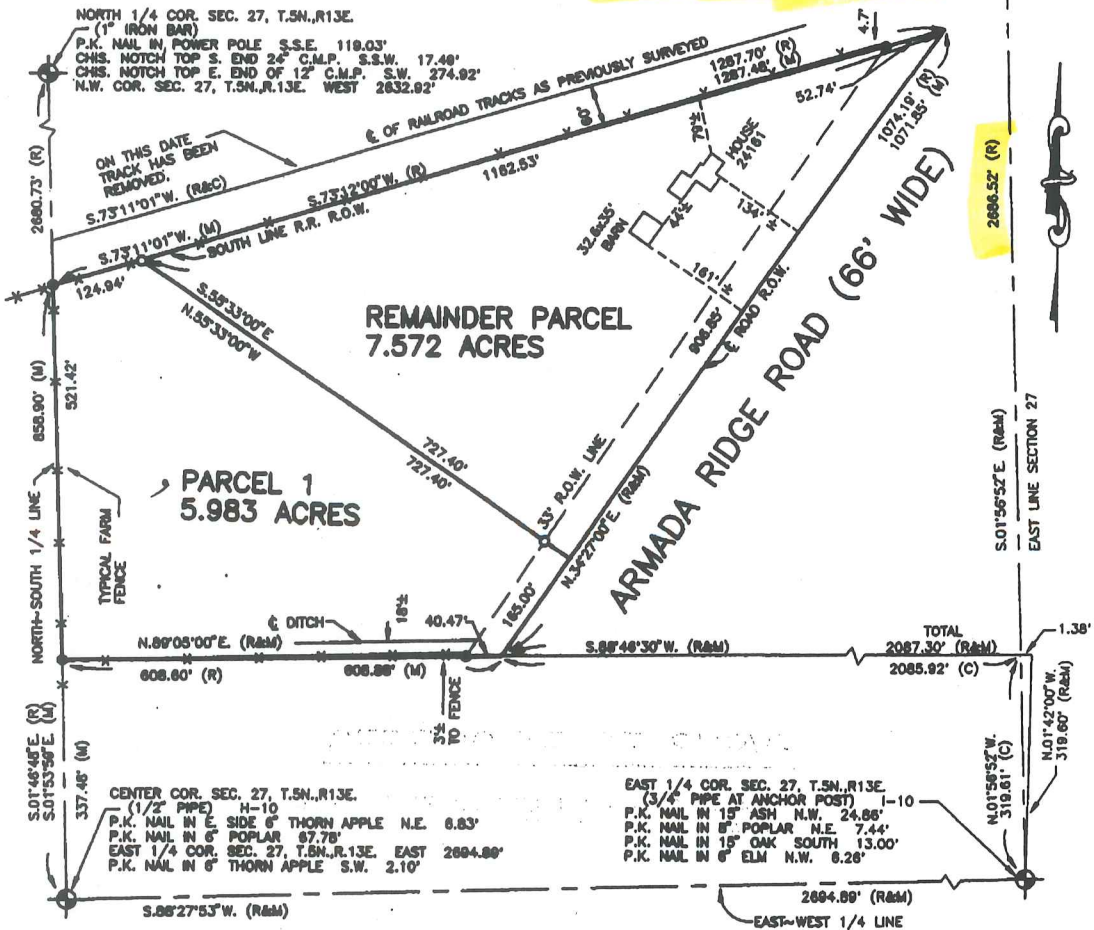 NORTH 1/4 COR. SEC. 27, T.5N.,R13E.
(1" IRON BAR)
P.K. NAIL IN POWER POLE S.S.E. 119.03'
CHIS. NOTCH TOP S. END 24" C.M.P. S.S.W. 17.49'
CHIS. NOTCH TOP E. END OF 12" C.M.P. S.W. 274.92'
N.W. COR. SEC. 27, T.5N.,R.13E. WEST 2632.92'
2680.73' (R)
ON THIS DATE
TRACK HAS BEEN
REMOVED.
℄ OF RAILROAD TRACKS AS PREVIOUSLY SURVEYED
S.73°11'01"W. (R&C)
60'
1287.70' (R)
1287.48' (M)
4.7'
52.74'
S.73°12'00"W. (R)
1162.53'
S.73°11'01"W. (M)
SOUTH LINE R.R. R.O.W.
124.94'
79'±
HOUSE
24161
44'±
32.6x35'
BARN
134'
161'
1074.19' (R)
1071.85' (M)
2686.52' (R)
S.55°33'00"E
N.55°33'00"W
REMAINDER PARCEL
7.572 ACRES
906.85'
℄ ROAD R.O.W.
ARMADA RIDGE ROAD (66' WIDE)
858.90' (M)
521.42'
727.40'
727.40'
PARCEL 1
5.983 ACRES
33' R.O.W. LINE
N.34°27'00"E. (R&M)
165.00'
S.01°56'52"E (R&M)
EAST LINE SECTION 27
NORTH~SOUTH 1/4 LINE
TYPICAL FARM
FENCE
℄ DITCH
18'±
40.47'
N.89°05'00"E. (R&M)
608.60' (R)
608.88' (M)
3'±
TO FENCE
S.88°46'30"W. (R&M)
TOTAL
2087.30' (R&M)
2085.92' (C)
1.38'
S.01°46'48"E. (R)
S.01°53'59"E. (M)
337.48' (M)
N.01°56'52"W.
319.61' (C)
N.01°42'00"W.
319.60' (R&M)
CENTER COR. SEC. 27, T.5N.,R13E.
(1/2" PIPE) H-10
P.K. NAIL IN E. SIDE 6" THORN APPLE N.E. 6.83'
P.K. NAIL IN 6" POPLAR 67.78'
EAST 1/4 COR. SEC. 27, T.5N.,R.13E. EAST 2694.89'
P.K. NAIL IN 6" THORN APPLE S.W. 2.10'
EAST 1/4 COR. SEC. 27, T.5N.,R13E.
(3/4" PIPE AT ANCHOR POST) I-10
P.K. NAIL IN 15" ASH N.W. 24.86'
P.K. NAIL IN 8" POPLAR N.E. 7.44'
P.K. NAIL IN 15" OAK SOUTH 13.00'
P.K. NAIL IN 6" ELM N.W. 6.26'
S.88°27'53"W. (R&M)
2694.89' (R&M)
EAST~WEST 1/4 LINE